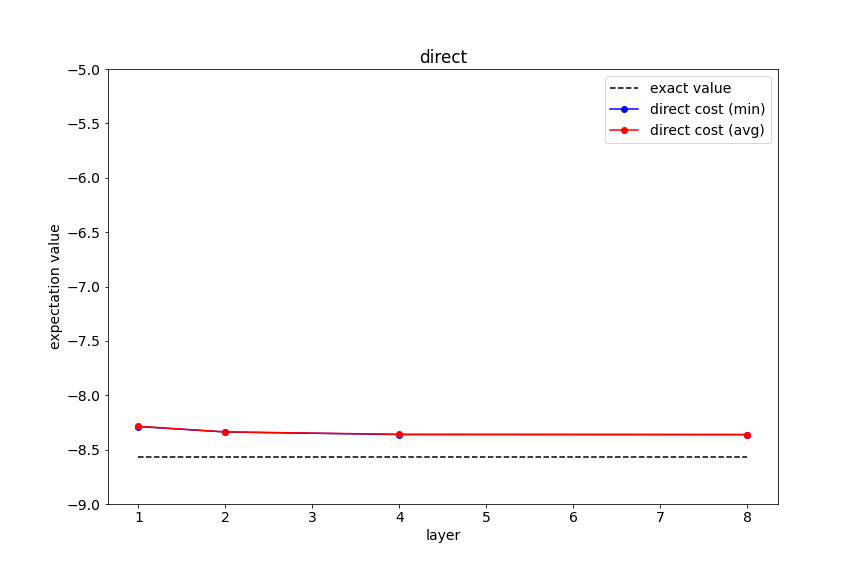 direct
−5.0
−5.5
−6.0
−6.5
−7.0
−7.5
−8.0
−8.5
−9.0
expectation value
exact value
direct cost (min)
direct cost (avg)
1 2 3 4 5 6 7 8
layer